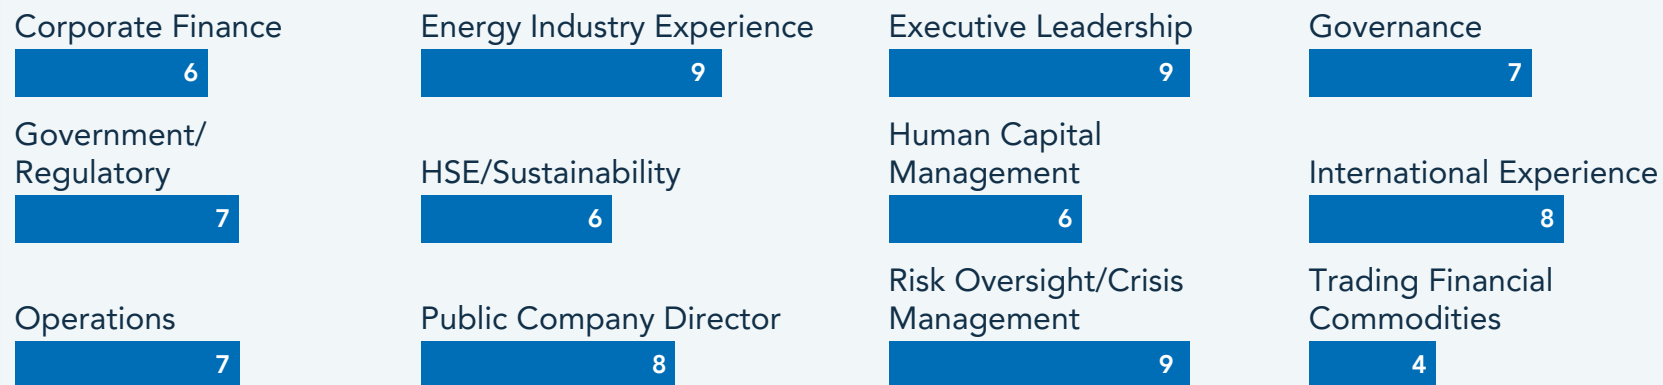 Corporate Finance
6
Energy Industry Experience
9
Executive Leadership
9
Governance
7
Government/
Regulatory
7
HSE/Sustainability
6
Human Capital
Management
6
International Experience
8
Operations
7
Public Company Director
8
Risk Oversight/Crisis
Management
9
Trading Financial
Commodities
4